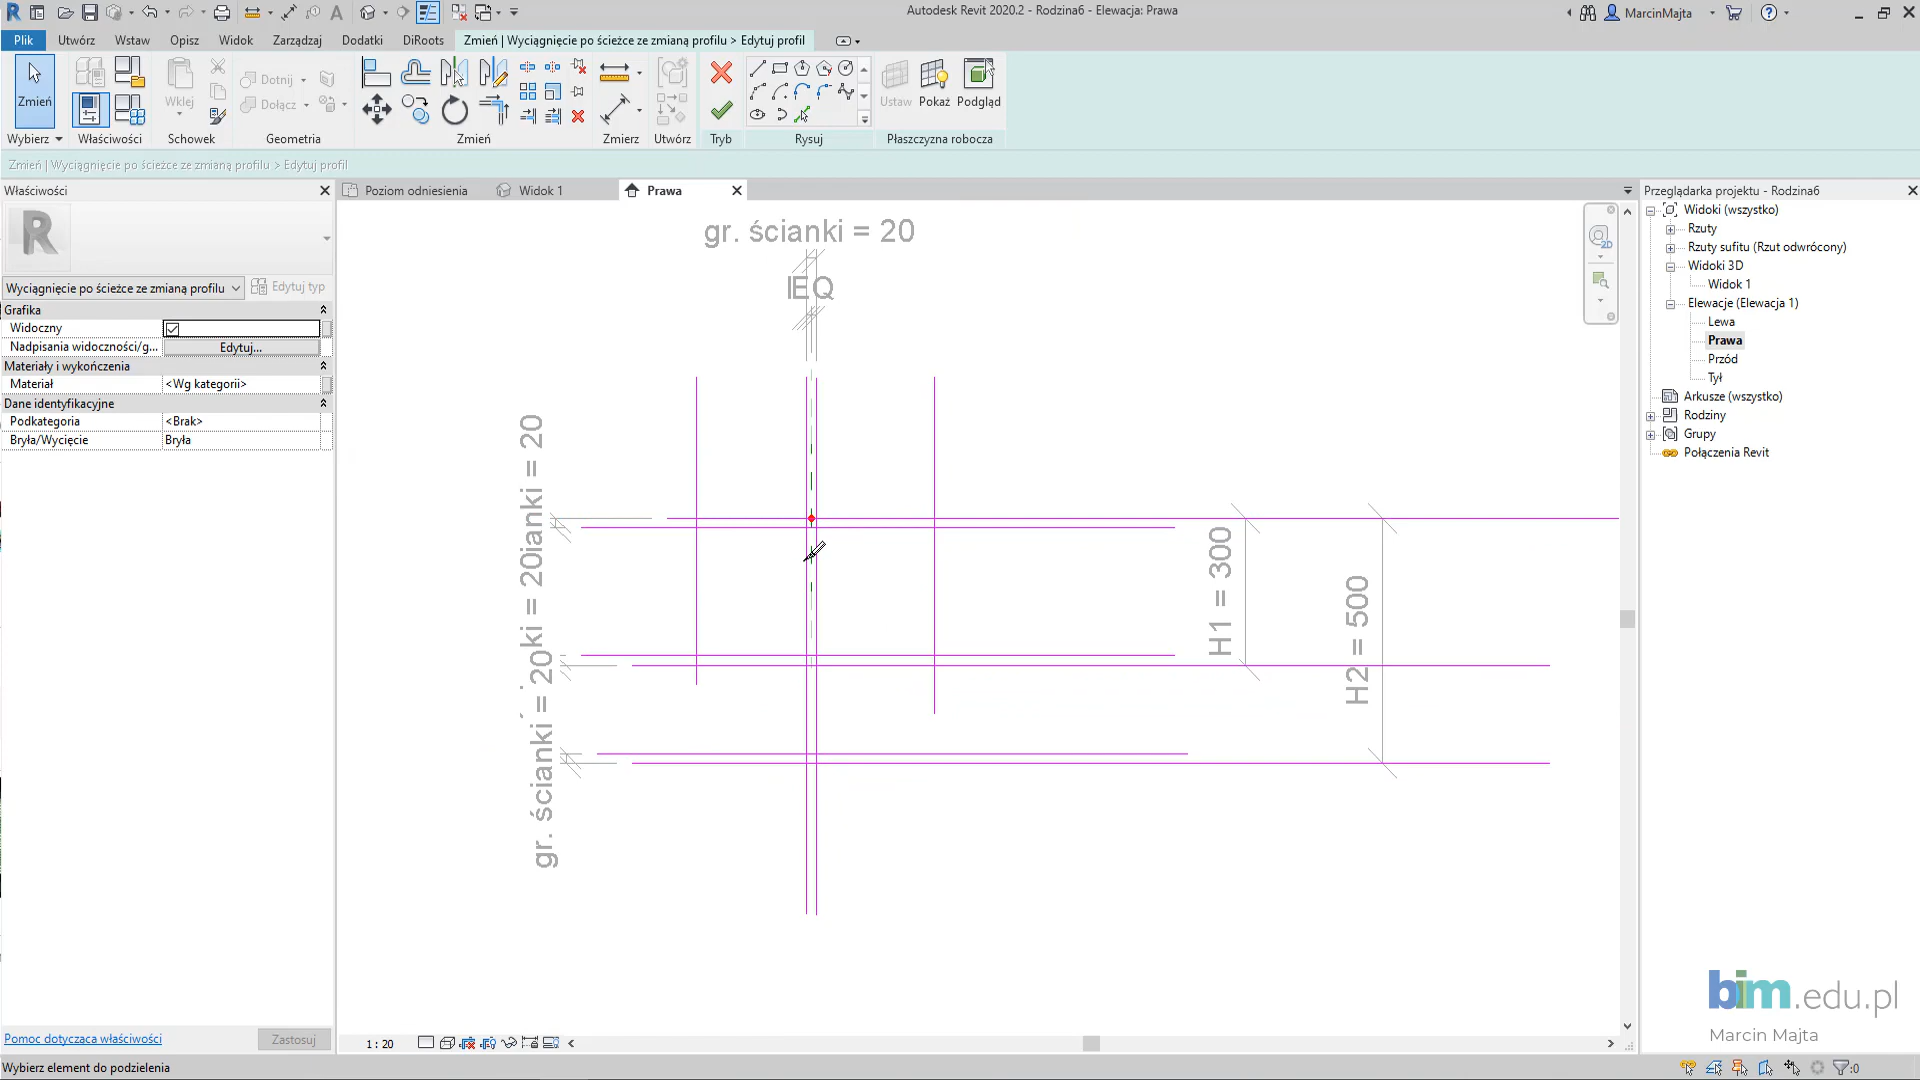 Autodesk Revit 2020.2 - Rodzina6 - Elewacja: Prawa
MarcinMajta
Plik
Utwórz
Wstaw
Opisz
Widok
Zarządzaj
Dodatki
DiRoots
Zmień | Wyciągnięcie po ścieżce ze zmianą profilu > Edytuj profil
Zmień
Wklej
Dotnij
Dołącz
Ustaw
Pokaż
Podgląd
Wybierz
Właściwości
Schowek
Geometria
Zmień
Zmierz
Utwórz
Tryb
Rysuj
Płaszczyzna robocza
Zmień | Wyciągnięcie po ścieżce ze zmianą profilu > Edytuj profil
Właściwości
Wyciągnięcie po ścieżce ze zmianą profilu
Edytuj typ
Grafika
Widoczny
Nadpisania widoczności/g...
Edytuj...
Materiały i wykończenia
Materiał
<Wg kategorii>
Dane identyfikacyjne
Podkategoria
<Brak>
Bryła/Wycięcie
Bryła
Pomoc dotycząca właściwości
Zastosuj
Wybierz element do podzielenia
Poziom odniesienia
Widok 1
Prawa
gr. ścianki = 20
EQ
ianki = 20
ki = 20
gr. ścianki = 20
H1 = 300
H2 = 500
2D
1 : 20
Przeglądarka projektu - Rodzina6
Widoki (wszystko)
Rzuty
Rzuty sufitu (Rzut odwrócony)
Widoki 3D
Widok 1
Elewacje (Elewacja 1)
Lewa
Prawa
Przód
Tył
Arkusze (wszystko)
Rodziny
Grupy
Połączenia Revit
bim.edu.pl
Marcin Majta
:0